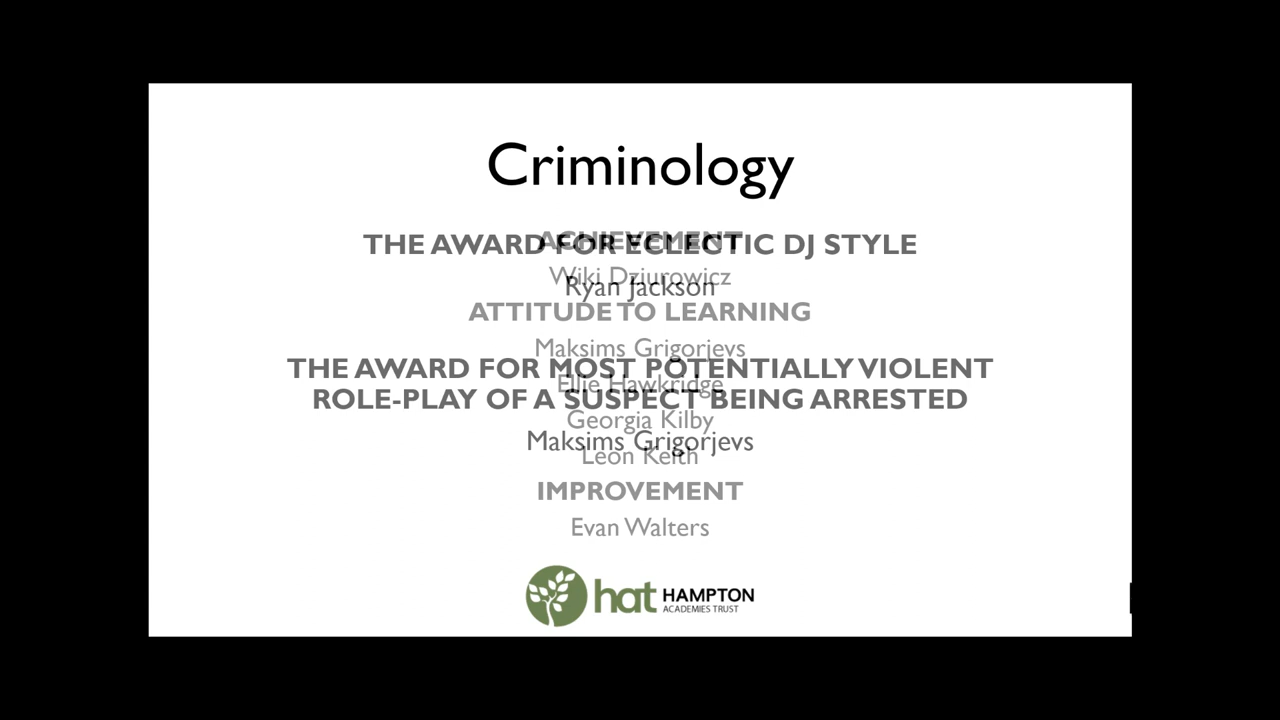 Criminology
ACHIEVEMENT
THE AWARD FOR ECLECTIC DJ STYLE
Wiki Dziurowicz
Ryan Jackson
ATTITUDE TO LEARNING
Maksims Grigorjevs
THE AWARD FOR MOST POTENTIALLY VIOLENT
Ellie Hawkridge
ROLE-PLAY OF A SUSPECT BEING ARRESTED
Georgia Kilby
Maksims Grigorjevs
Leon Keith
IMPROVEMENT
Evan Walters
hat HAMPTON
ACADEMIES TRUST